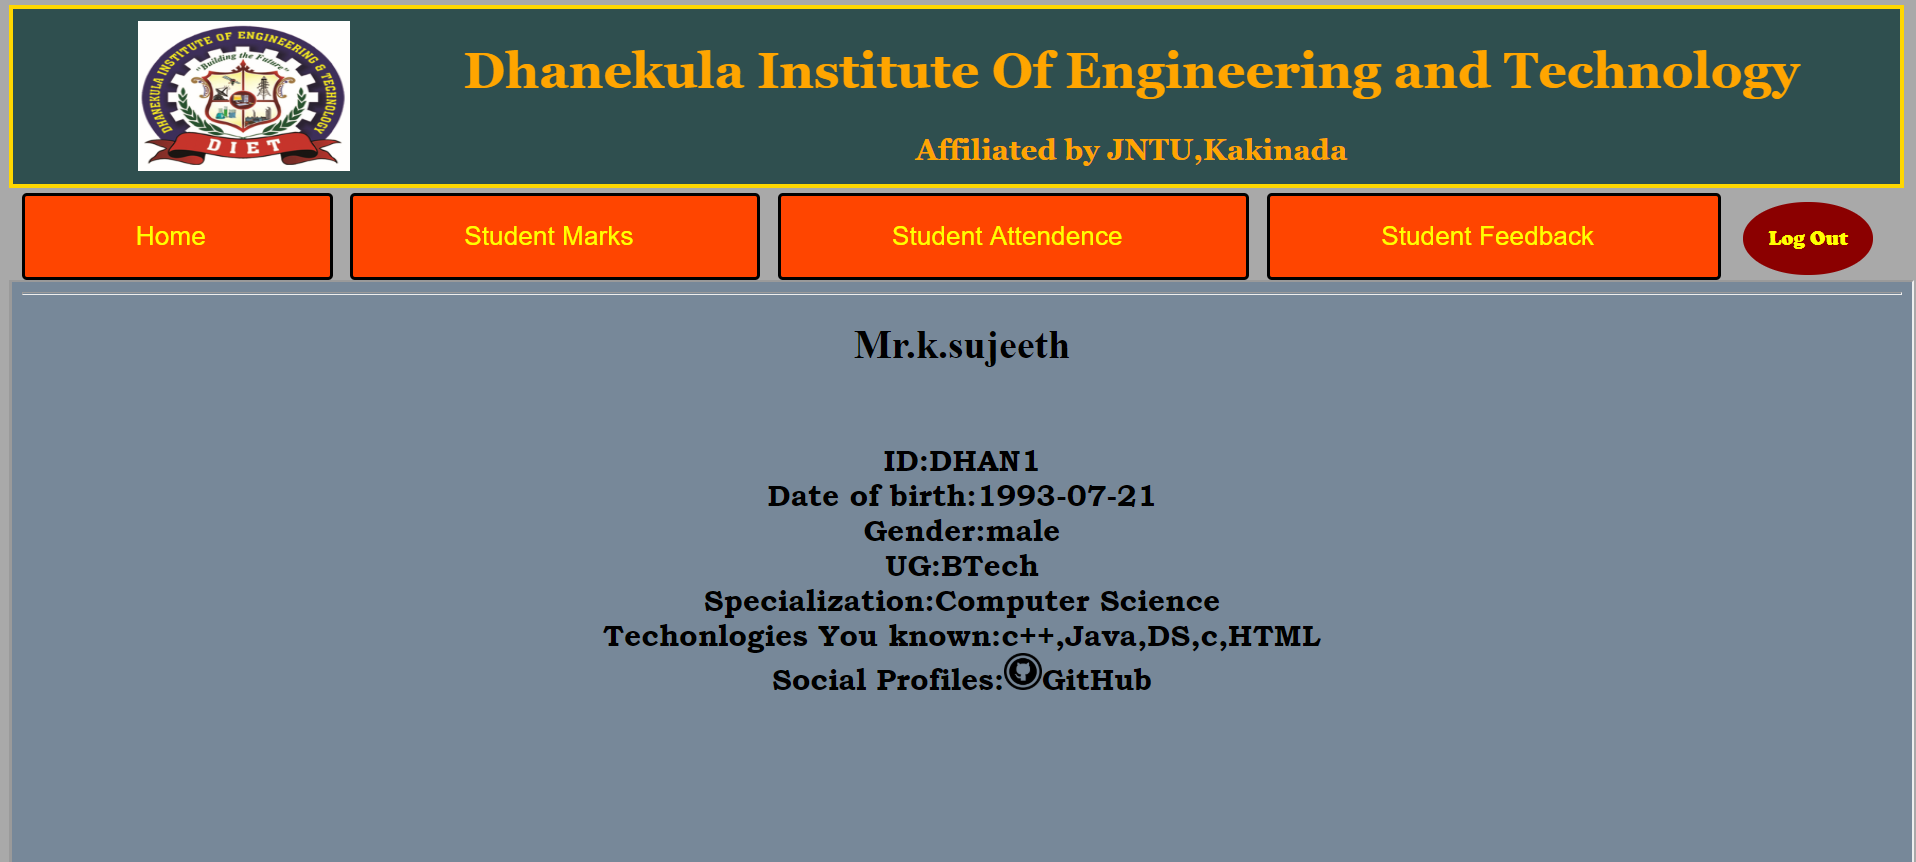 DHANEKULA INSTITUTE OF ENGINEERING & TECHNOLOGY
"Building the Future"
DIET
Dhanekula Institute Of Engineering and Technology
Affiliated by JNTU,Kakinada
Home
Student Marks
Student Attendence
Student Feedback
Log Out
Mr.k.sujeeth
ID:DHAN1
Date of birth:1993-07-21
Gender:male
UG:BTech
Specialization:Computer Science
Techonlogies You known:c++,Java,DS,c,HTML
Social Profiles:GitHub